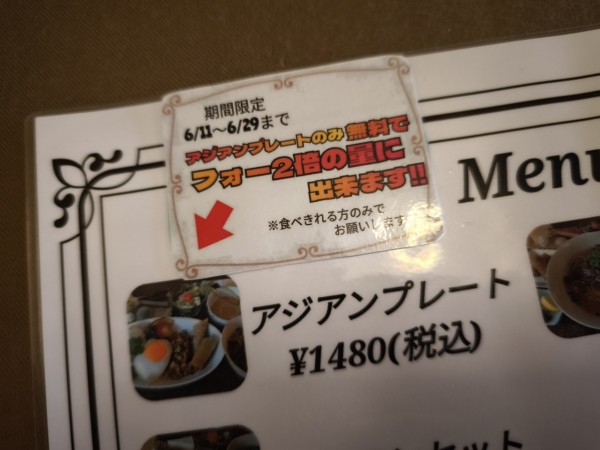 期間限定
6/11〜6/29まで
アジアンプレートのみ無料で
フォー2倍の量に
出来ます!!
※食べきれる方のみで
お願いします
Menu
アジアンプレート
¥1480(税込)